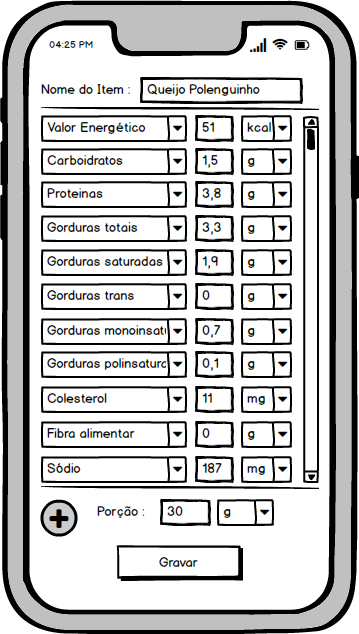 04:25 PM
Nome do Item : Queijo Polenguinho
Valor Energético 51 kcal
Carboidratos 1,5 g
Proteinas 3,8 g
Gorduras totais 3,3 g
Gorduras saturadas 1,9 g
Gorduras trans 0 g
Gorduras monoinsatu 0,7 g
Gorduras polinsaturc 0,1 g
Colesterol 11 mg
Fibra alimentar 0 g
Sódio 187 mg
Porção : 30 g
Gravar